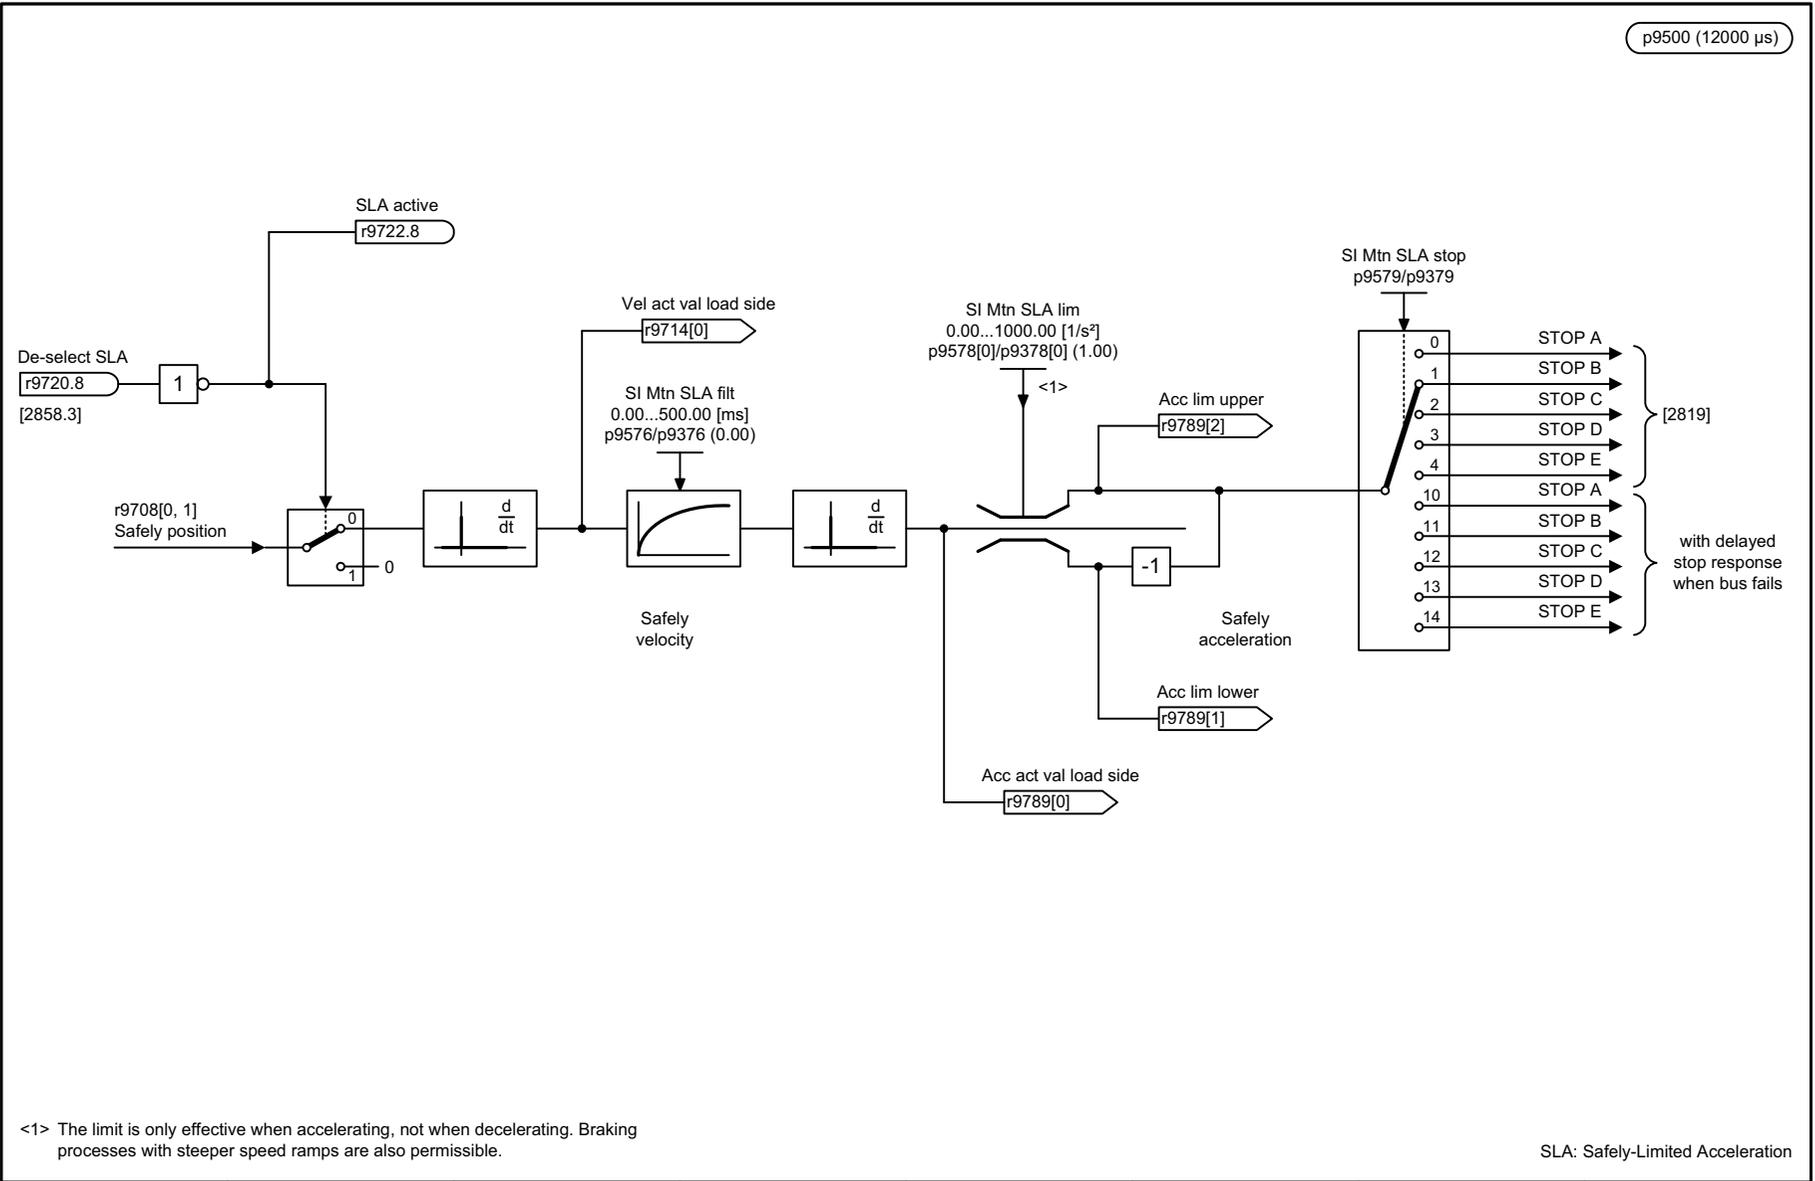 p9500 (12000 µs)
SLA active
r9722.8
SI Mtn SLA stop
p9579/p9379
Vel act val load side
r9714[0]
SI Mtn SLA lim
0.00...1000.00 [1/s²]
p9578[0]/p9378[0] (1.00)
<1>
De-select SLA
r9720.8
1
[2858.3]
SI Mtn SLA filt
0.00...500.00 [ms]
p9576/p9376 (0.00)
Acc lim upper
r9789[2]
0 STOP A
1 STOP B
2 STOP C
3 STOP D
4 STOP E
[2819]
10 STOP A
11 STOP B
12 STOP C
13 STOP D
14 STOP E
with delayed
stop response
when bus fails
r9708[0, 1]
Safely position
0
1
0
d
dt
d
dt
-1
Safely
velocity
Safely
acceleration
Acc lim lower
r9789[1]
Acc act val load side
r9789[0]
<1> The limit is only effective when accelerating, not when decelerating. Braking
processes with steeper speed ramps are also permissible.
SLA: Safely-Limited Acceleration